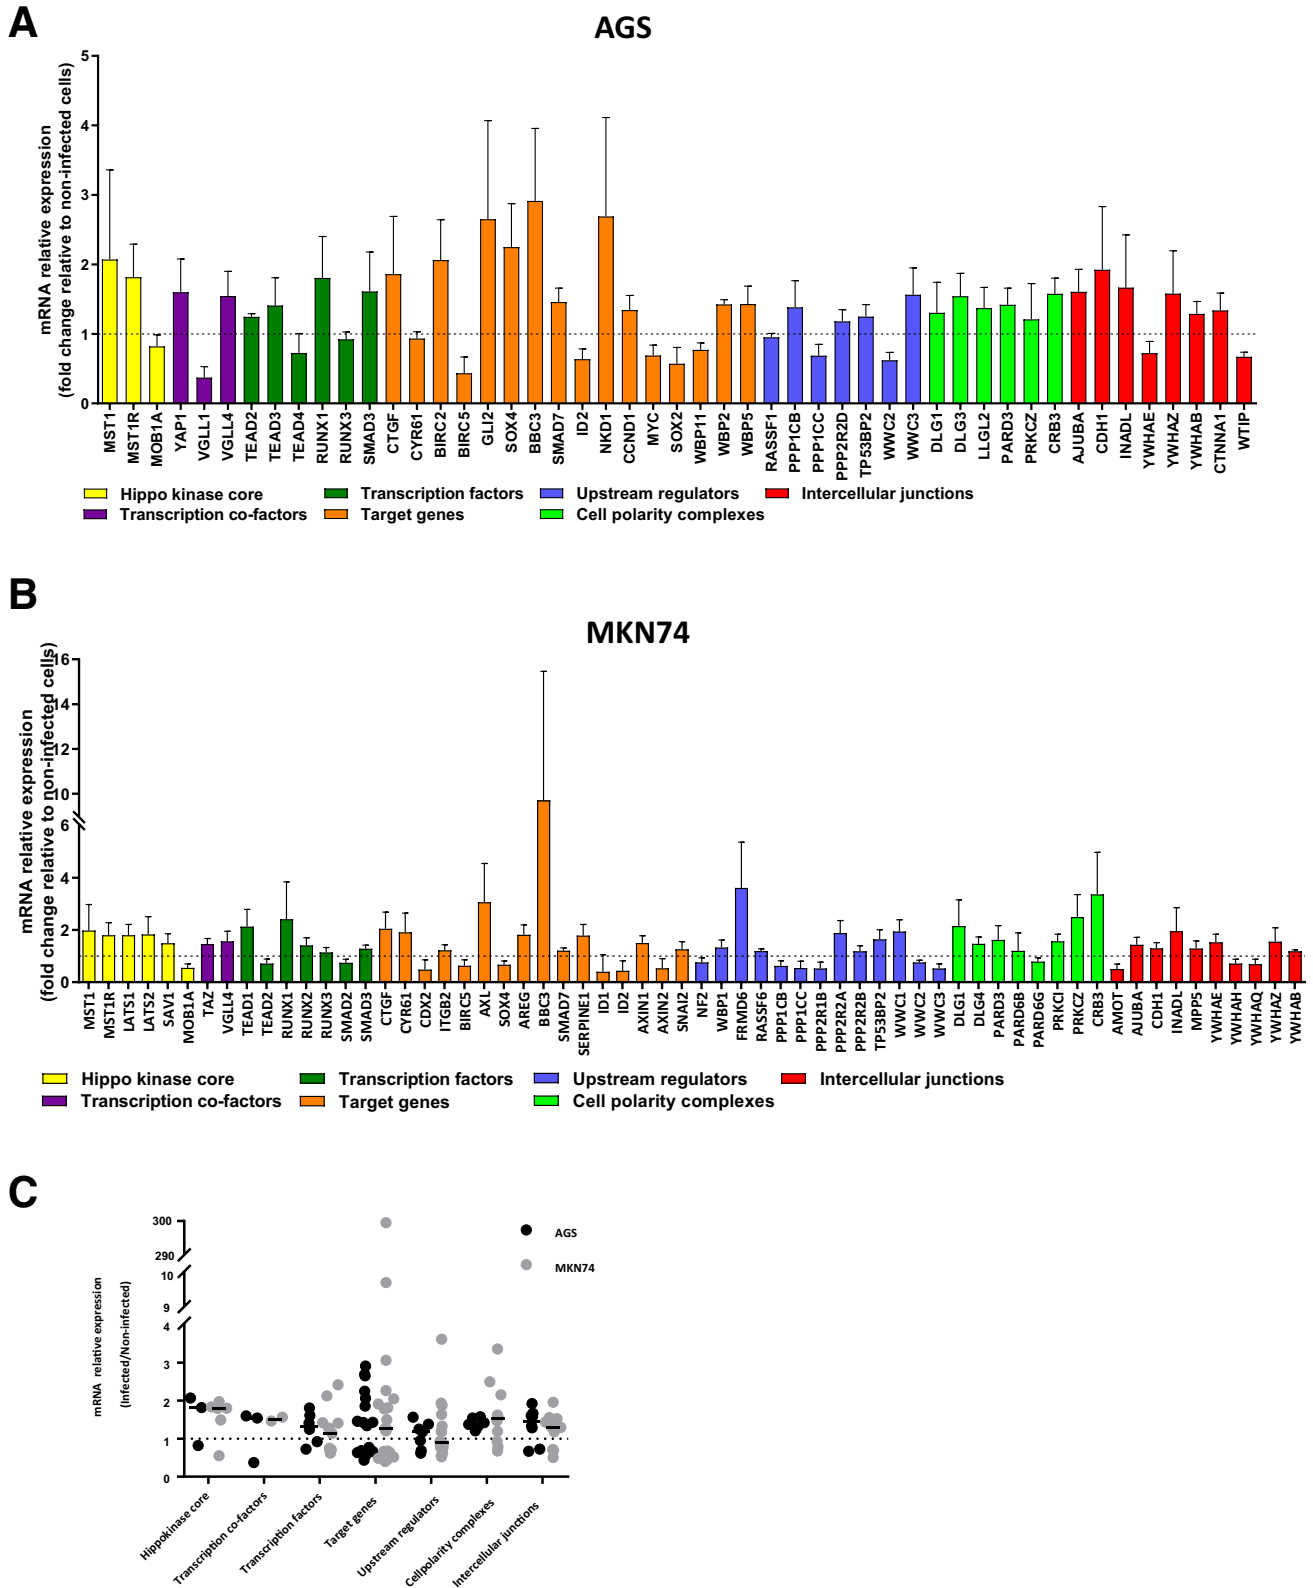 A
AGS
mRNA relative expression
(fold change relative to non-infected cells)
5
4
3
2
1
0
MST1
MST1R
MOB1A
YAP1
VGLL1
VGLL4
TEAD2
TEAD3
TEAD4
RUNX1
RUNX3
SMAD3
CTGF
CYR61
BIRC2
BIRC5
GLI2
SOX4
BBC3
SMAD7
ID2
NKD1
CCND1
MYC
SOX2
WBP11
WBP2
WBP5
RASSF1
PPP1CB
PPP1CC
PPP2R2D
TP53BP2
WWC2
WWC3
DLG1
DLG3
LLGL2
PARD3
PRKCZ
CRB3
AJUBA
CDH1
INADL
YWHAE
YWHAZ
YWHAB
CTNNA1
WTIP
Hippo kinase core
Transcription factors
Upstream regulators
Intercellular junctions
Transcription co-factors
Target genes
Cell polarity complexes
B
MKN74
mRNA relative expression
(fold change relative to non-infected cells)
16
14
12
10
6
4
2
0
MST1
MST1R
LATS1
LATS2
SAV1
MOB1A
TAZ
VGLL4
TEAD1
TEAD2
RUNX1
RUNX2
RUNX3
SMAD2
SMAD3
CTGF
CYR61
CDX2
ITGB2
BIRC5
AXL
SOX4
AREG
BBC3
SMAD7
SERPINE1
ID1
ID2
AXIN1
AXIN2
SNAI2
NF2
WBP1
FRMD6
RASSF6
PPP1CB
PPP1CC
PPP2R1B
PPP2R2A
PPP2R2B
TP53BP2
WWC1
WWC2
WWC3
DLG1
DLG4
PARD3
PARD6B
PARD6G
PRKCI
PRKCZ
CRB3
AMOT
AJUBA
CDH1
INADL
MPP5
YWHAE
YWHAH
YWHAQ
YWHAZ
YWHAB
Hippo kinase core
Transcription factors
Upstream regulators
Intercellular junctions
Transcription co-factors
Target genes
Cell polarity complexes
C
mRNA relative expression
(Infected/Non-infected)
300
290
10
9
4
3
2
1
0
AGS
MKN74
Hippokinase core
Transcription co-factors
Transcription factors
Target genes
Upstream regulators
Cellpolarity complexes
Intercellular junctions